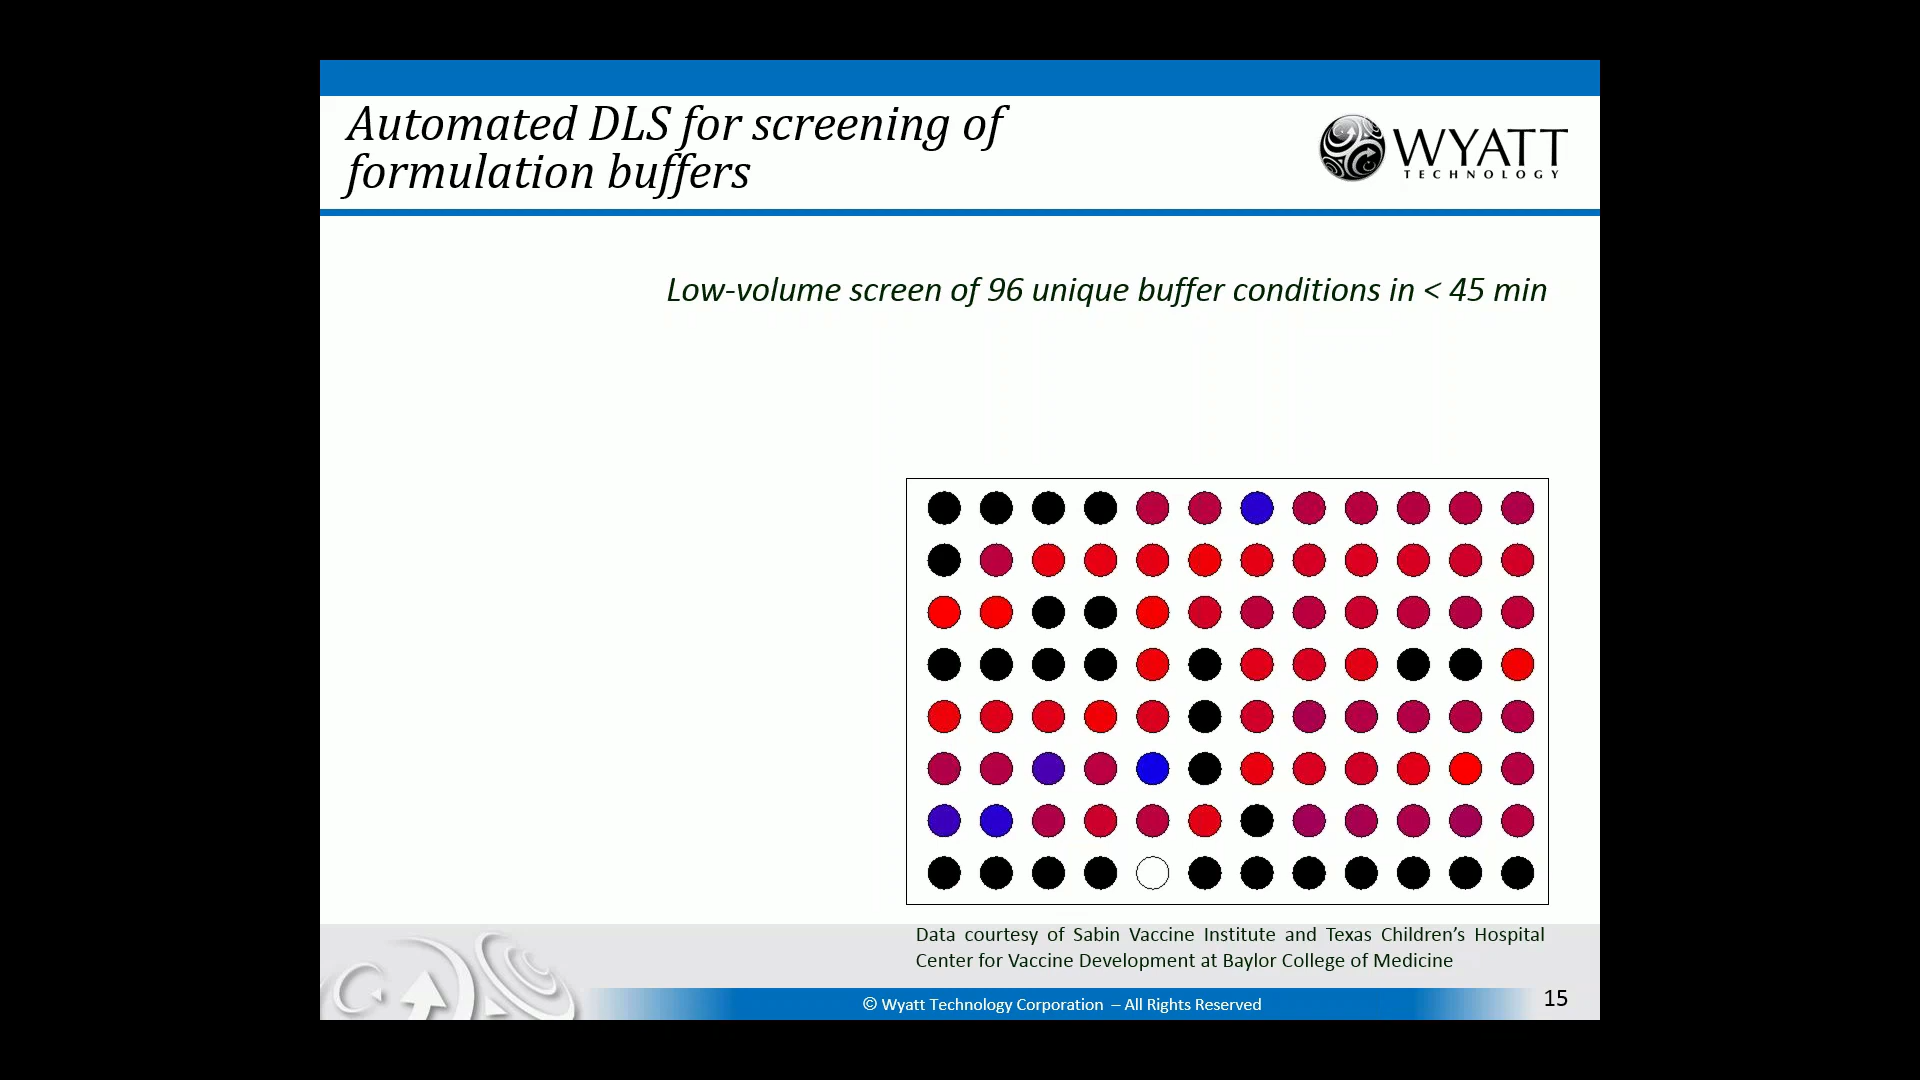 Automated DLS for screening of
formulation buffers
WYATT
TECHNOLOGY
Low-volume screen of 96 unique buffer conditions in < 45 min
Data courtesy of Sabin Vaccine Institute and Texas Children’s Hospital
Center for Vaccine Development at Baylor College of Medicine
© Wyatt Technology Corporation – All Rights Reserved
15